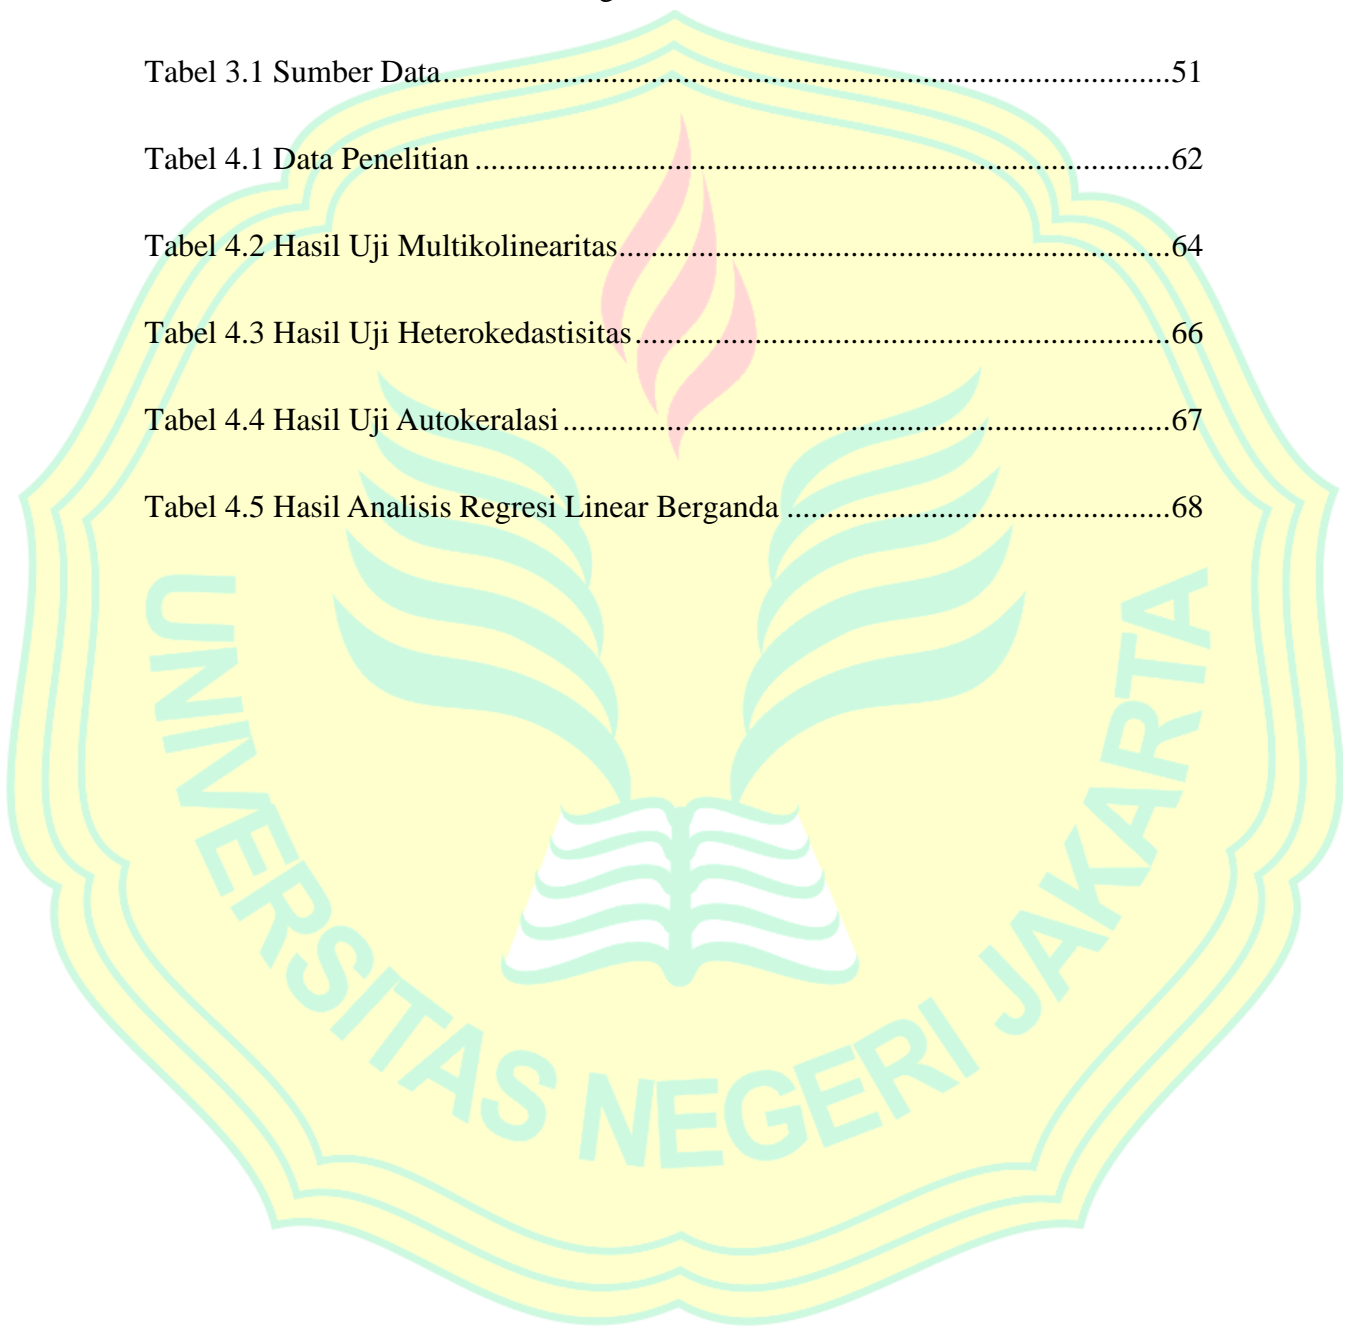 Tabel 3.1 Sumber Data.....................................................................................51
Tabel 4.1 Data Penelitian .................................................................................62
Tabel 4.2 Hasil Uji Multikolinearitas................................................................64
Tabel 4.3 Hasil Uji Heterokedastisitas..............................................................66
Tabel 4.4 Hasil Uji Autokeralasi.......................................................................67
Tabel 4.5 Hasil Analisis Regresi Linear Berganda .............................................68
UNIVERSITAS NEGERI JAKARTA